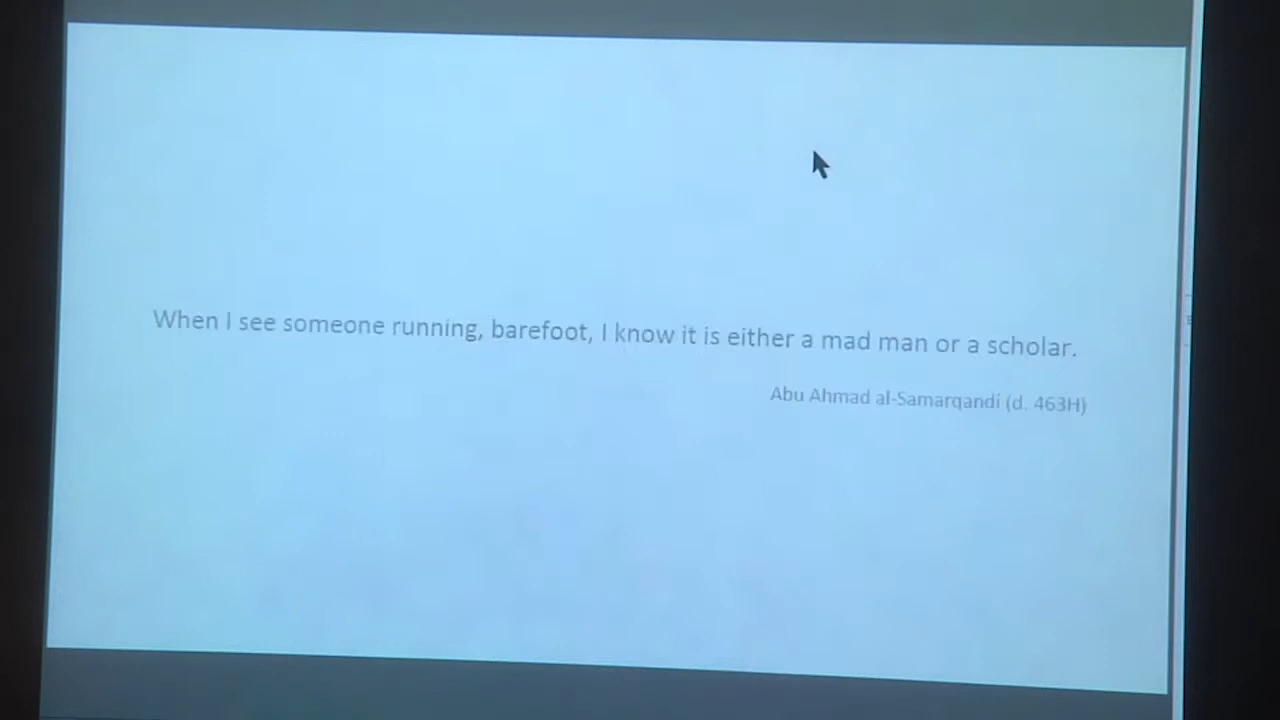 When I see someone running, barefoot, I know it is either a mad man or a scholar.
Abu Ahmad al-Samarqandi (d. 463H)